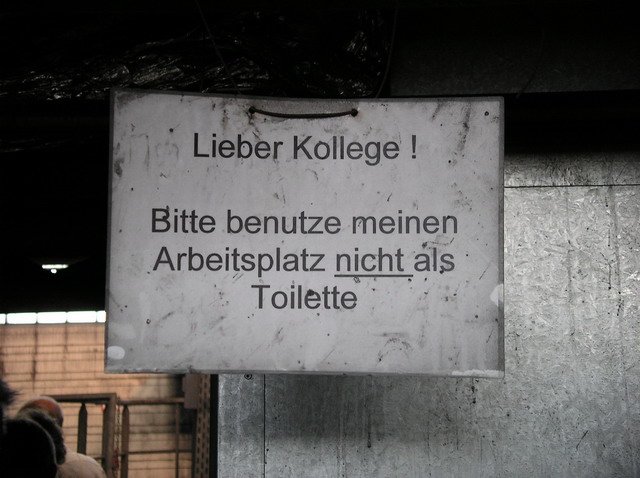 Lieber Kollege !
Bitte benutze meinen
Arbeitsplatz nicht als
Toilette